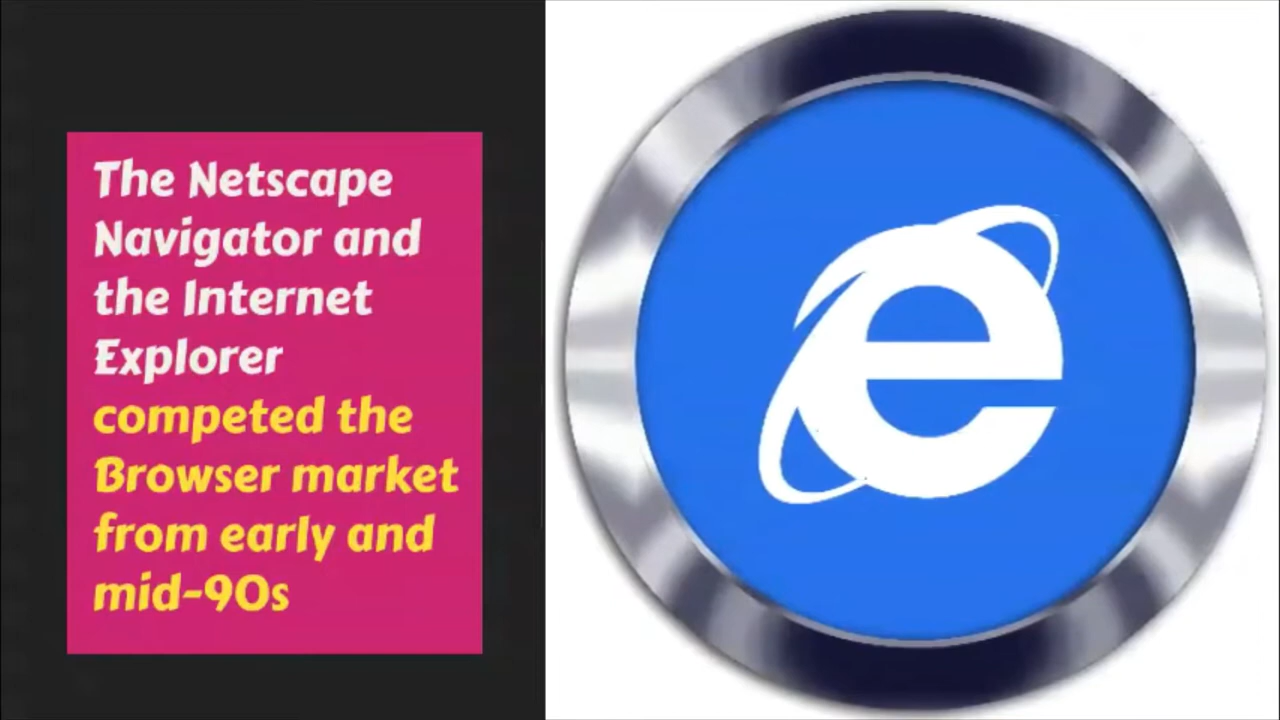 The Netscape
Navigator and
the Internet
Explorer
competed the
Browser market
from early and
mid-90s